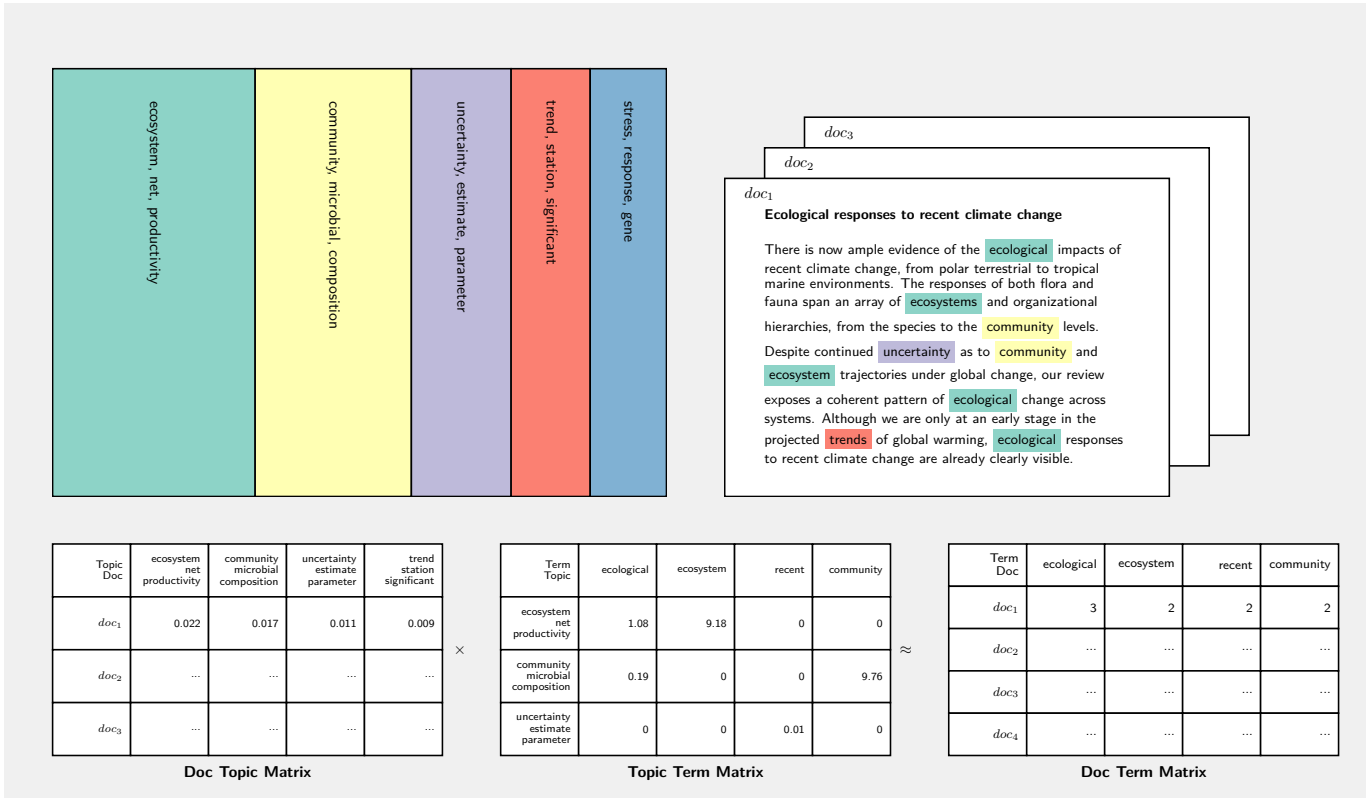 ecosystem, net, productivity
community, microbial, composition
uncertainty, estimate, parameter
trend, station, significant
stress, response, gene
doc3
doc2
doc1
Ecological responses to recent climate change
There is now ample evidence of the ecological impacts of
recent climate change, from polar terrestrial to tropical
marine environments. The responses of both flora and
fauna span an array of ecosystems and organizational
hierarchies, from the species to the community levels.
Despite continued uncertainty as to community and
ecosystem trajectories under global change, our review
exposes a coherent pattern of ecological change across
systems. Although we are only at an early stage in the
projected trends of global warming, ecological responses
to recent climate change are already clearly visible.
Topic
Doc
ecosystem
net
productivity
community
microbial
composition
uncertainty
estimate
parameter
trend
station
significant
doc1 0.022 0.017 0.011 0.009
doc2 ... ... ... ...
doc3 ... ... ... ...
Doc Topic Matrix
×
Term
Topic
ecological ecosystem recent community
ecosystem
net
productivity
1.08 9.18 0 0
community
microbial
composition
0.19 0 0 9.76
uncertainty
estimate
parameter
0 0 0.01 0
Topic Term Matrix
≈
Term
Doc
ecological ecosystem recent community
doc1 3 2 2 2
doc2 ... ... ... ...
doc3 ... ... ... ...
doc4 ... ... ... ...
Doc Term Matrix